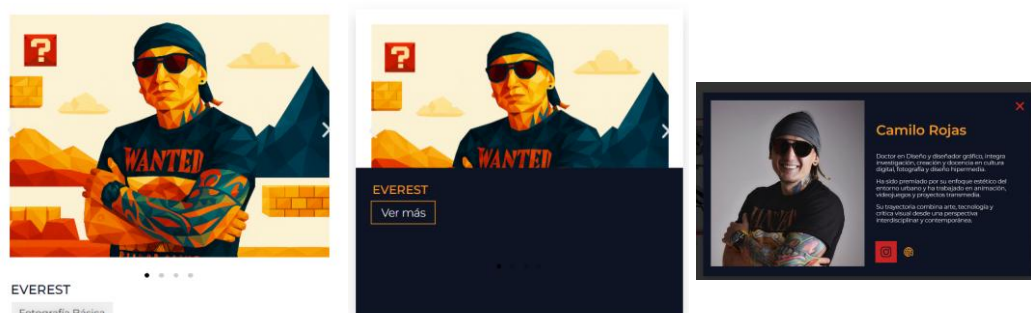 ?
WANTED
EVEREST
Fotografía Básica
?
WANTED
EVEREST
Ver más
Camilo Rojas
Doctor en Diseño y diseñador gráfico, integra
investigación, creación y docencia en cultura
digital, fotografía y diseño hipermedia.
Ha sido premiado por su enfoque estético del
entorno urbano y ha trabajado en animación,
videojuegos y proyectos transmedia.
Su trayectoria combina arte, tecnología y
crítica visual desde una perspectiva
interdisciplinar y contemporánea.